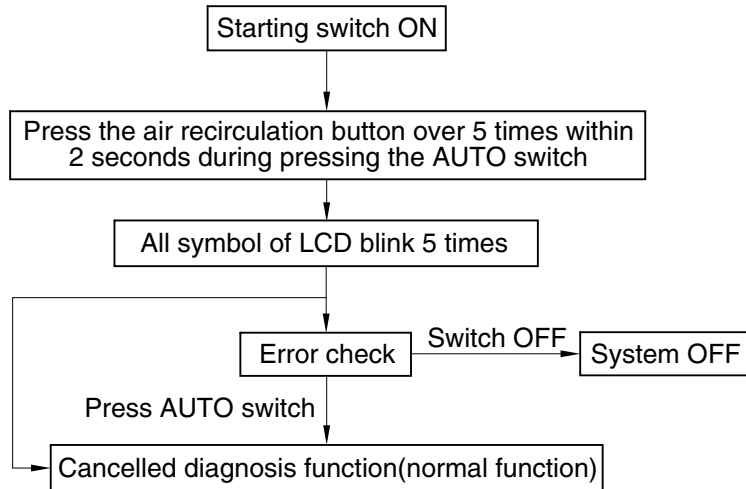 Starting switch ON
Press the air recirculation button over 5 times within
2 seconds during pressing the AUTO switch
All symbol of LCD blink 5 times
Error check
Switch OFF
System OFF
Press AUTO switch
Cancelled diagnosis function(normal function)